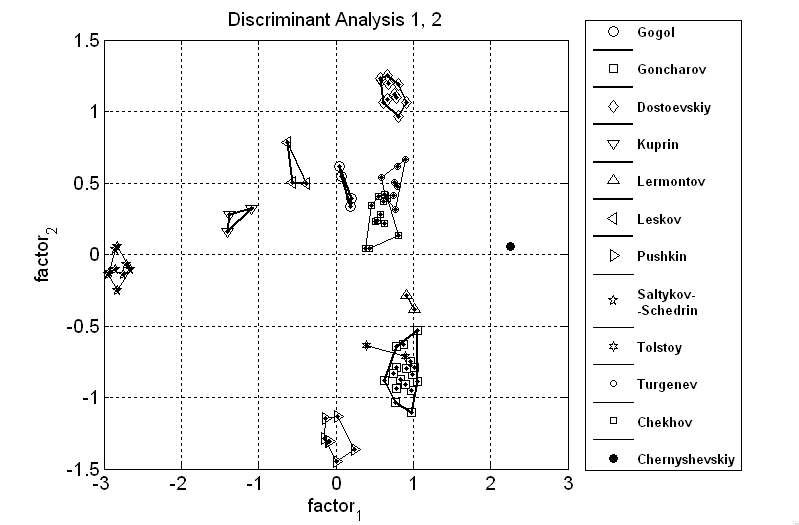 Discriminant Analysis 1, 2
1.5
1
0.5
0
-0.5
-1
-1.5
-3
-2
-1
0
1
2
3
factor2
factor1
Gogol
Goncharov
Dostoevskiy
Kuprin
Lermontov
Leskov
Pushkin
Saltykov-
-Schedrin
Tolstoy
Turgenev
Chekhov
Chernyshevskiy